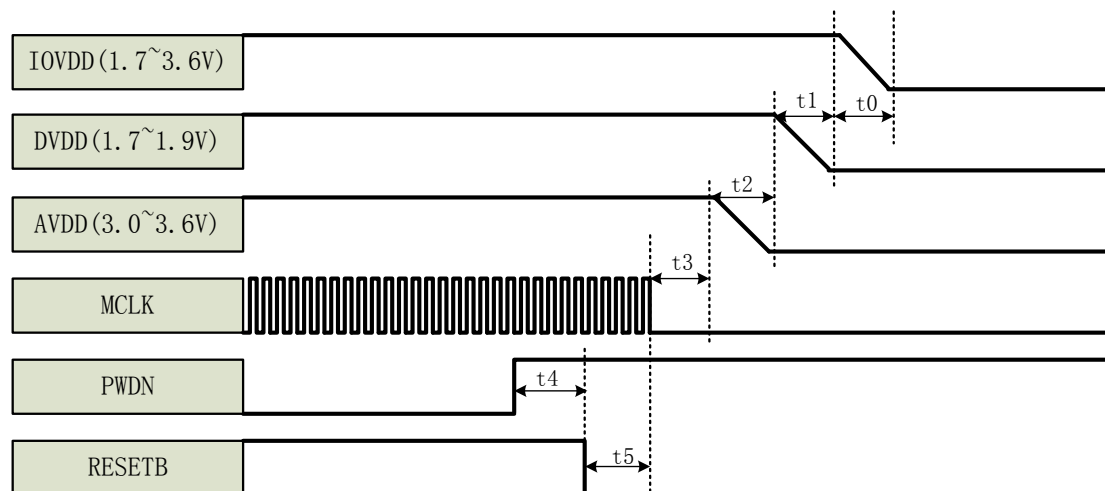 IOVDD(1.7~3.6V)
t1
t0
DVDD(1.7~1.9V)
t2
AVDD(3.0~3.6V)
t3
MCLK
PWDN
t4
RESETB
t5